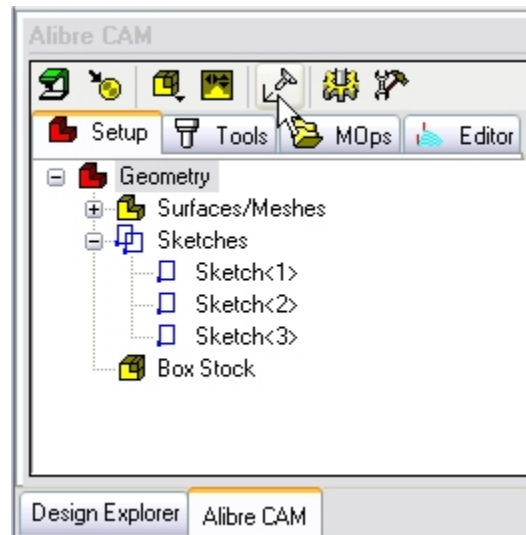 Alibre CAM
Setup Tools MOps Editor
Geometry
Surfaces/Meshes
Sketches
Sketch<1>
Sketch<2>
Sketch<3>
Box Stock
Design Explorer Alibre CAM